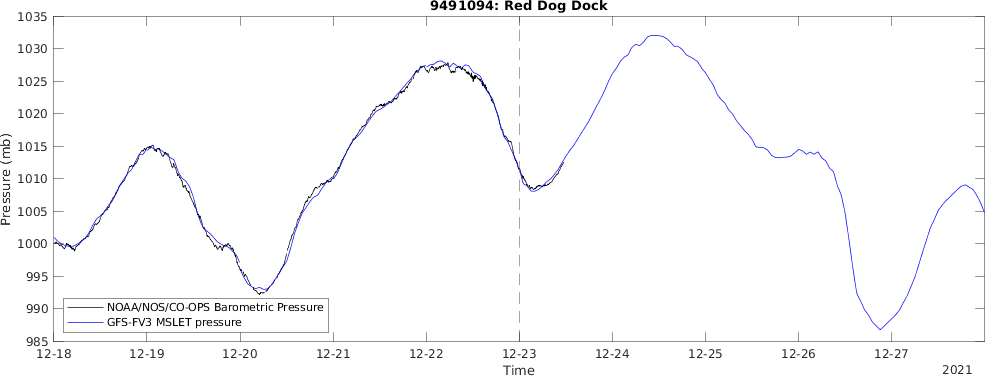 9491094: Red Dog Dock
1035
1030
1025
1020
1015
1010
1005
1000
995
990
985
Pressure (mb)
NOAA/NOS/CO-OPS Barometric Pressure
GFS-FV3 MSLET pressure
12-18 12-19 12-20 12-21 12-22 12-23 12-24 12-25 12-26 12-27
Time
2021